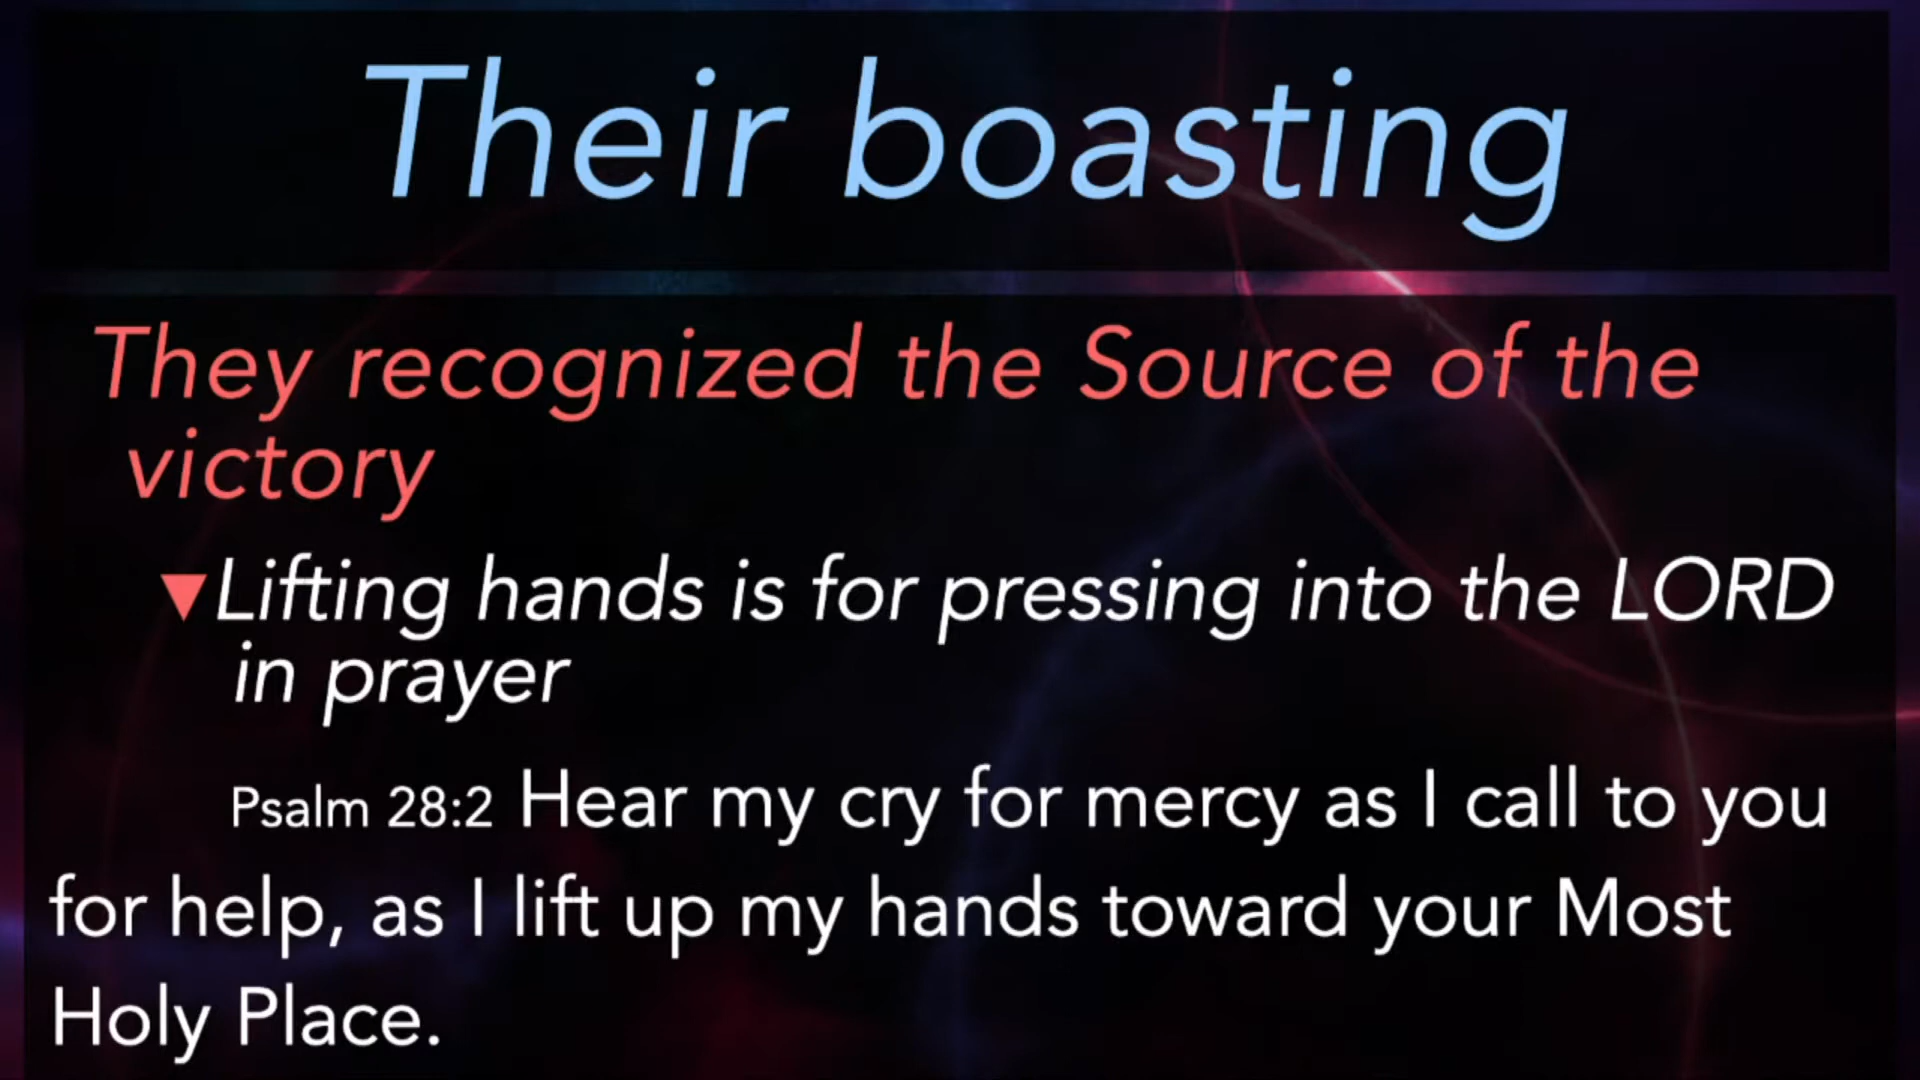 Their boasting
They recognized the Source of the
victory
▼Lifting hands is for pressing into the LORD
in prayer
Psalm 28:2 Hear my cry for mercy as I call to you
for help, as I lift up my hands toward your Most
Holy Place.